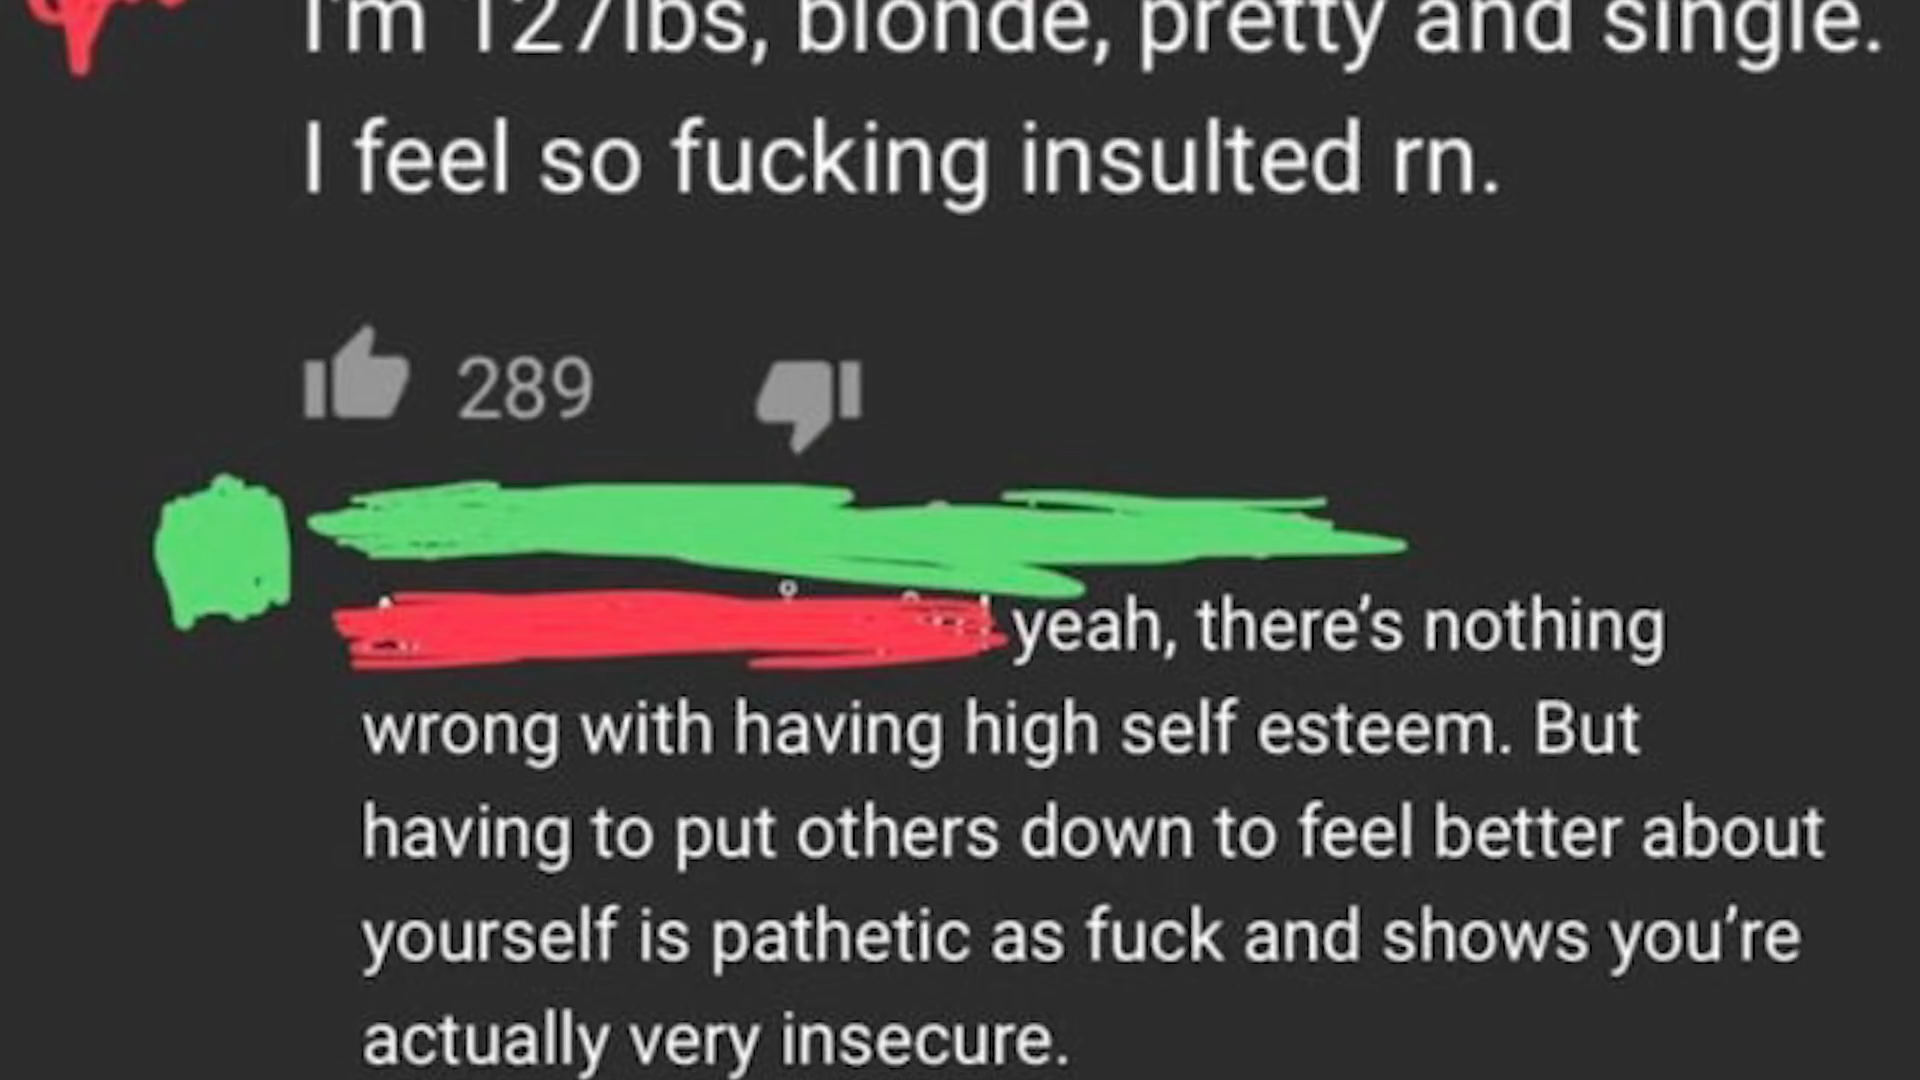 I'm 127lbs, blonde, pretty and single.
I feel so fucking insulted rn.
289
yeah, there's nothing
wrong with having high self esteem. But
having to put others down to feel better about
yourself is pathetic as fuck and shows you're
actually very insecure.